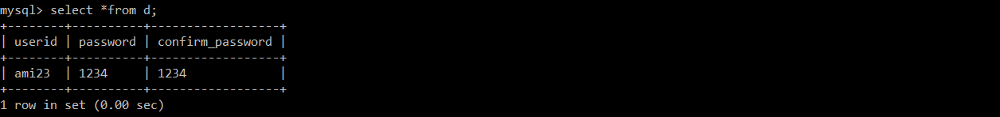 mysql> select *from d;
+--------+----------+------------------+
| userid | password | confirm_password |
+--------+----------+------------------+
| ami23  | 1234     | 1234             |
+--------+----------+------------------+
1 row in set (0.00 sec)